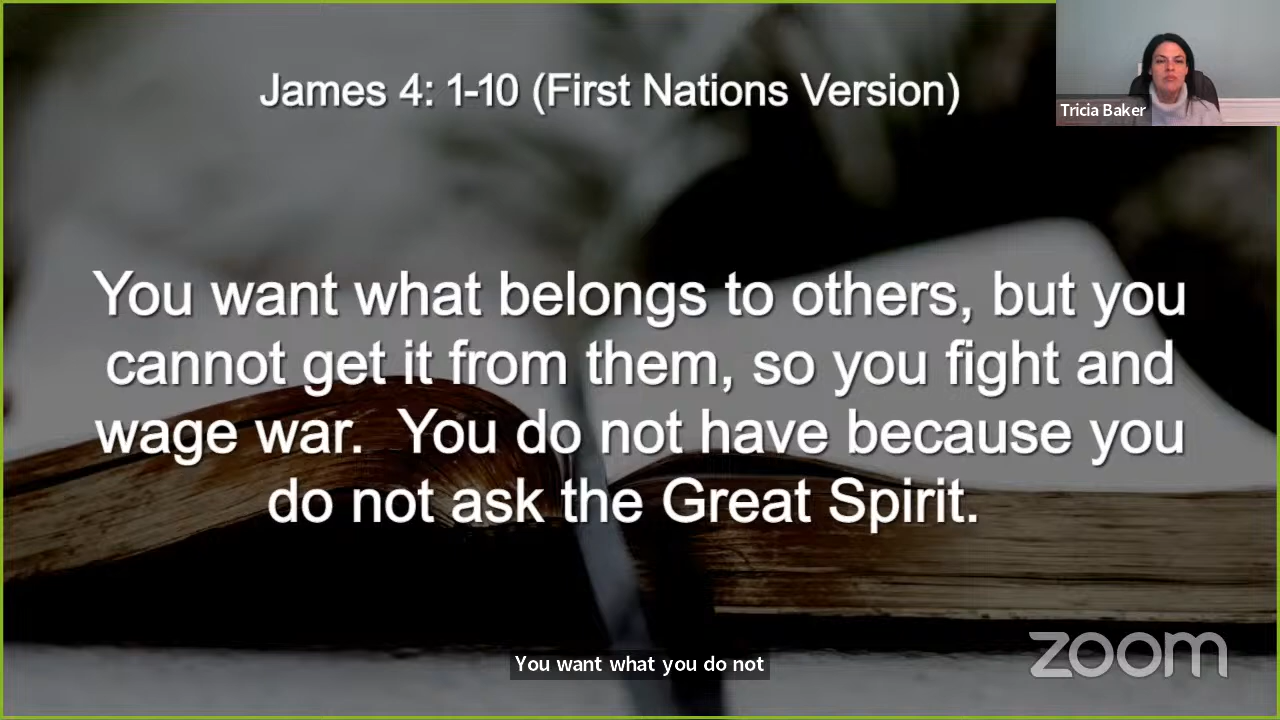 James 4: 1-10 (First Nations Version)
Tricia Baker
You want what belongs to others, but you
cannot get it from them, so you fight and
wage war. You do not have because you
do not ask the Great Spirit.
zoom
You want what you do not